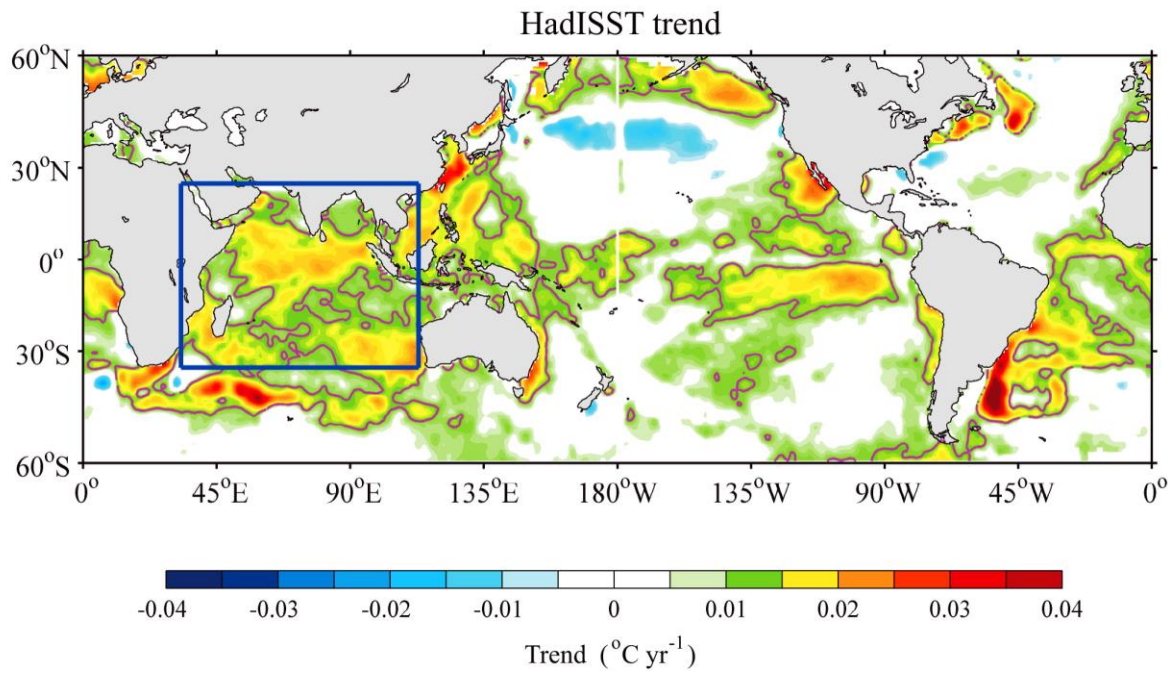 HadISST trend
60°N
30°N
0°
30°S
60°S
0° 45°E 90°E 135°E 180°W 135°W 90°W 45°W 0°
-0.04 -0.03 -0.02 -0.01 0 0.01 0.02 0.03 0.04
Trend (°C yr⁻¹)